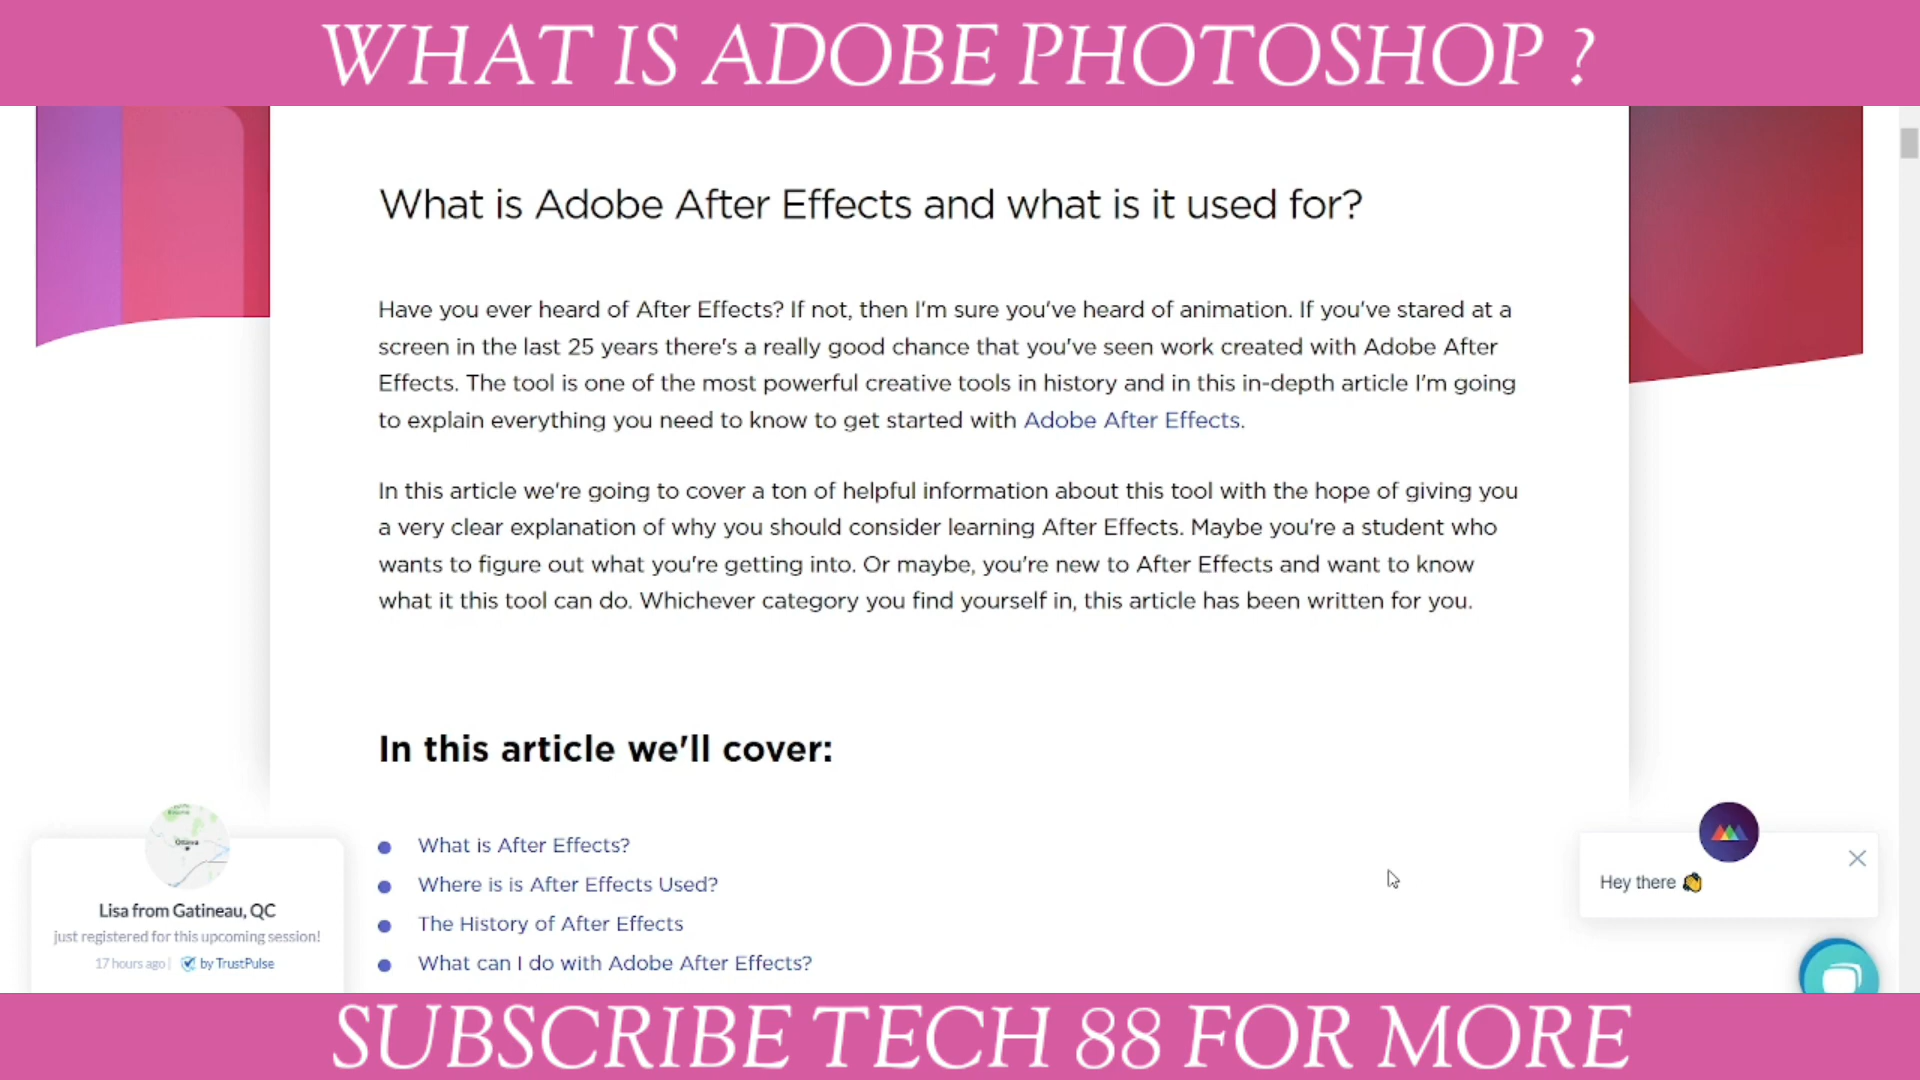 WHAT IS ADOBE PHOTOSHOP ?
What is Adobe After Effects and what is it used for?
Have you ever heard of After Effects? If not, then I'm sure you've heard of animation. If you've stared at a
screen in the last 25 years there's a really good chance that you've seen work created with Adobe After
Effects. The tool is one of the most powerful creative tools in history and in this in-depth article I'm going
to explain everything you need to know to get started with Adobe After Effects.
In this article we're going to cover a ton of helpful information about this tool with the hope of giving you
a very clear explanation of why you should consider learning After Effects. Maybe you're a student who
wants to figure out what you're getting into. Or maybe, you're new to After Effects and want to know
what it this tool can do. Whichever category you find yourself in, this article has been written for you.
In this article we'll cover:
What is After Effects?
Where is is After Effects Used?
The History of After Effects
What can I do with Adobe After Effects?
Ottawa
Lisa from Gatineau, QC
just registered for this upcoming session!
17 hours ago | by TrustPulse
Hey there 👏
SUBSCRIBE TECH 88 FOR MORE